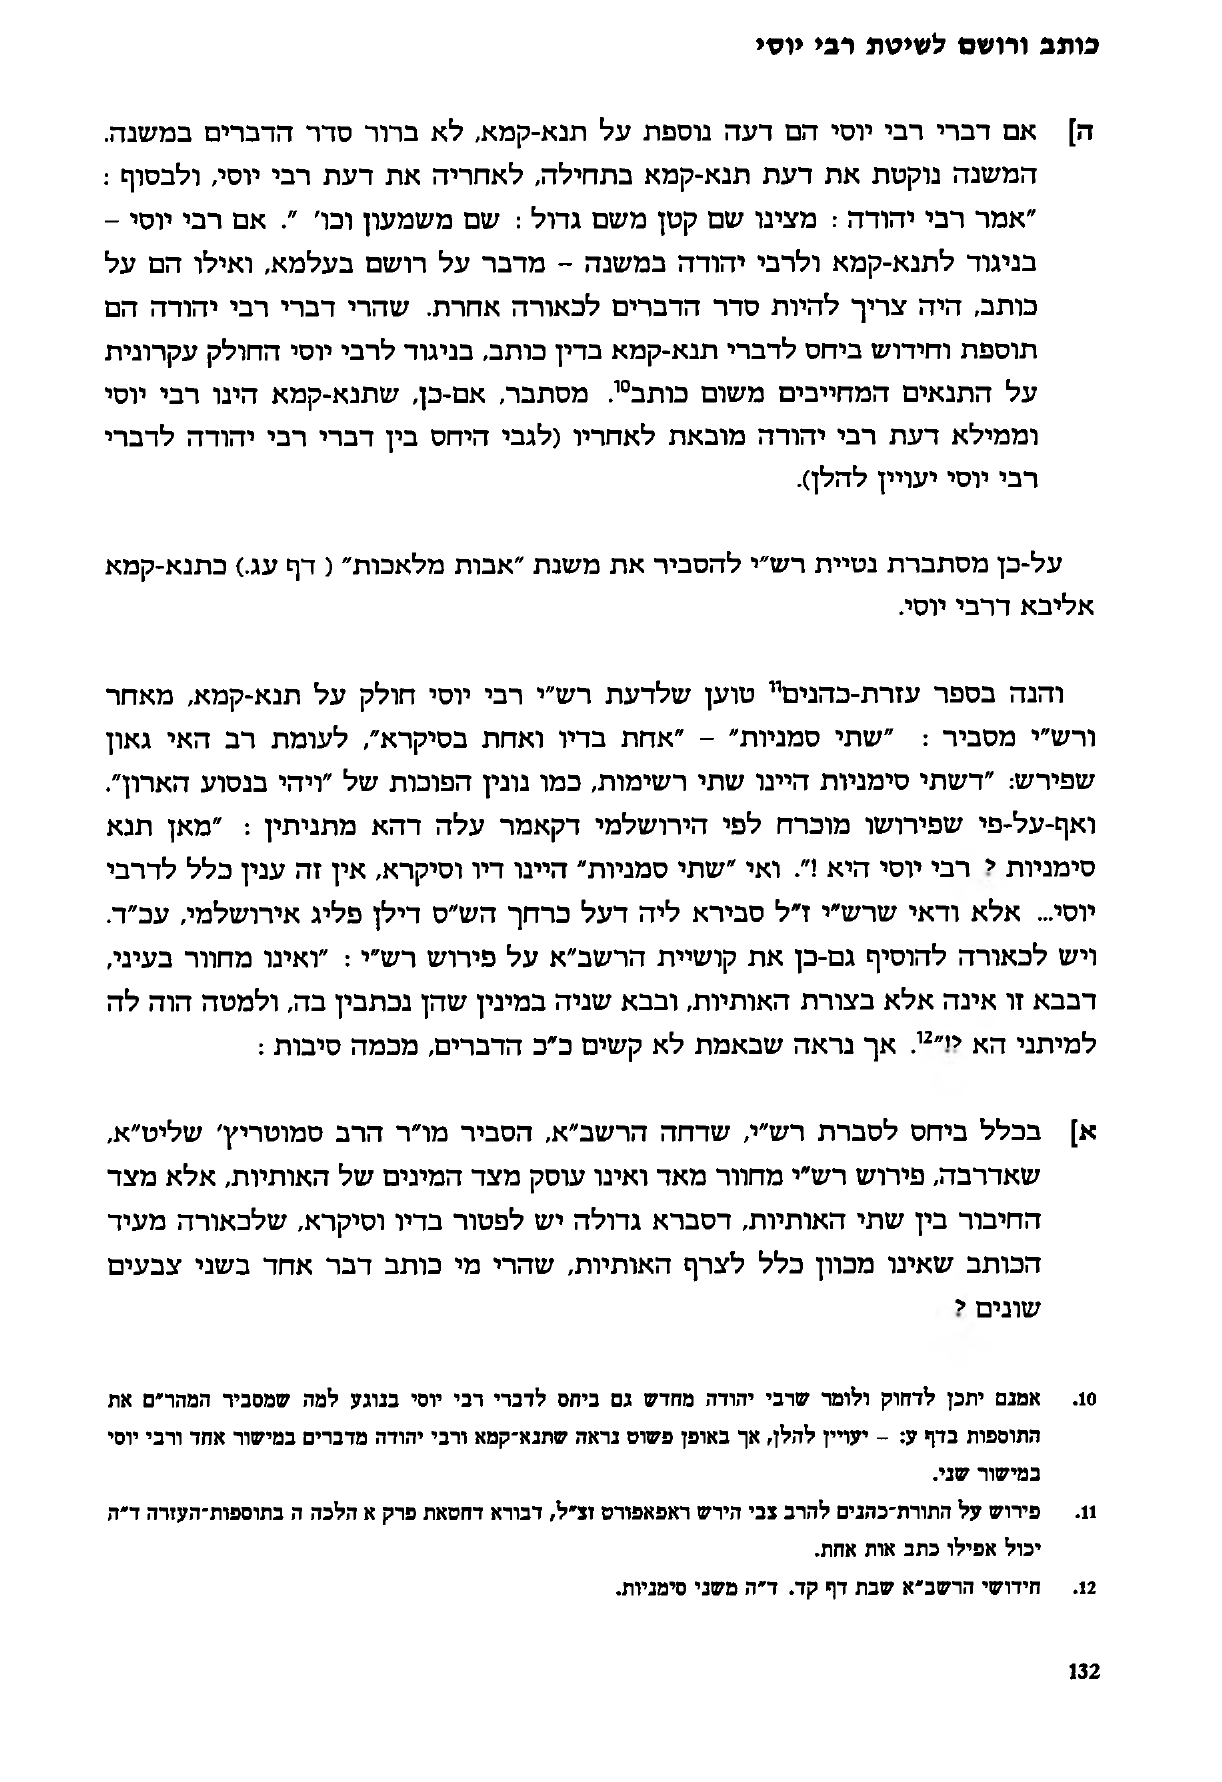 כותב ורושם לשיטת רבי יוסי
ה] אם דברי רבי יוסי הם דעה נוספת על תנא-קמא, לא ברור סדר הדברים במשנה.
המשנה נוקטת את דעת תנא-קמא בתחילה, לאחריה את דעת רבי יוסי, ולבסוף :
"אמר רבי יהודה : מצינו שם קטן משם גדול : שם משמעון וכו' ". אם רבי יוסי –
בניגוד לתנא-קמא ולרבי יהודה במשנה – מדבר על רושם בעלמא, ואילו הם על
כותב, היה צריך להיות סדר הדברים לכאורה אחרת. שהרי דברי רבי יהודה הם
תוספת וחידוש ביחס לדברי תנא-קמא בדין כותב, בניגוד לרבי יוסי החולק עקרונית
על התנאים המחייבים משום כותב10. מסתבר, אם-כן, שתנא-קמא הינו רבי יוסי
וממילא דעת רבי יהודה מובאת לאחריו (לגבי היחס בין דברי רבי יהודה לדברי
רבי יוסי יעויין להלן).
על-כן מסתברת נטיית רש"י להסביר את משנת "אבות מלאכות" ( דף עג.) כתנא-קמא
אליבא דרבי יוסי.
והנה בספר עזרת-כהנים11 טוען שלדעת רש"י רבי יוסי חולק על תנא-קמא, מאחר
ורש"י מסביר : "שתי סמניות" – "אחת בדיו ואחת בסיקרא", לעומת רב האי גאון
שפירש: "דשתי סימניות היינו שתי רשימות, כמו נונין הפוכות של "ויהי בנסוע הארון".
ואף-על-פי שפירושו מוכרח לפי הירושלמי דקאמר עלה דהא מתניתין : "מאן תנא
סימניות ? רבי יוסי היא !". ואי "שתי סמניות" היינו דיו וסיקרא, אין זה ענין כלל לדרבי
יוסי... אלא ודאי שרש"י ז"ל סבירא ליה דעל כרחך הש"ס דילן פליג אירושלמי, עכ"ד.
ויש לכאורה להוסיף גם-כן את קושיית הרשב"א על פירוש רש"י : "ואינו מחוור בעיני,
דבבא זו אינה אלא בצורת האותיות, ובבא שניה במינין שהן נכתבין בה, ולמטה הוה לה
למיתני הא ?!"12. אך נראה שבאמת לא קשים כ"כ הדברים, מכמה סיבות :
א] בכלל ביחס לסברת רש"י, שדחה הרשב"א, הסביר מו"ר הרב סמוטריץ' שליט"א,
שאדרבה, פירוש רש"י מחוור מאד ואינו עוסק מצד המינים של האותיות, אלא מצד
החיבור בין שתי האותיות, דסברא גדולה יש לפטור בדיו וסיקרא, שלכאורה מעיד
הכותב שאינו מכוון כלל לצרף האותיות, שהרי מי כותב דבר אחד בשני צבעים
שונים ?
10. אמנם יתכן לדחוק ולומר שרבי יהודה מחדש גם ביחס לדברי רבי יוסי בנוגע למה שמסביר המהר"ם את
התוספות בדף ע: – יעויין להלן, אך באופן פשוט נראה שתנא-קמא ורבי יהודה מדברים במישור אחד ורבי יוסי
במישור שני.
11. פירוש על התורת-כהנים להרב צבי הירש ראפאפורט זצ"ל, דבורא דחטאת פרק א הלכה ה בתוספות-העזרה ד"ה
יכול אפילו כתב אות אחת.
12. חידושי הרשב"א שבת דף קד. ד"ה משני סימניות.
132